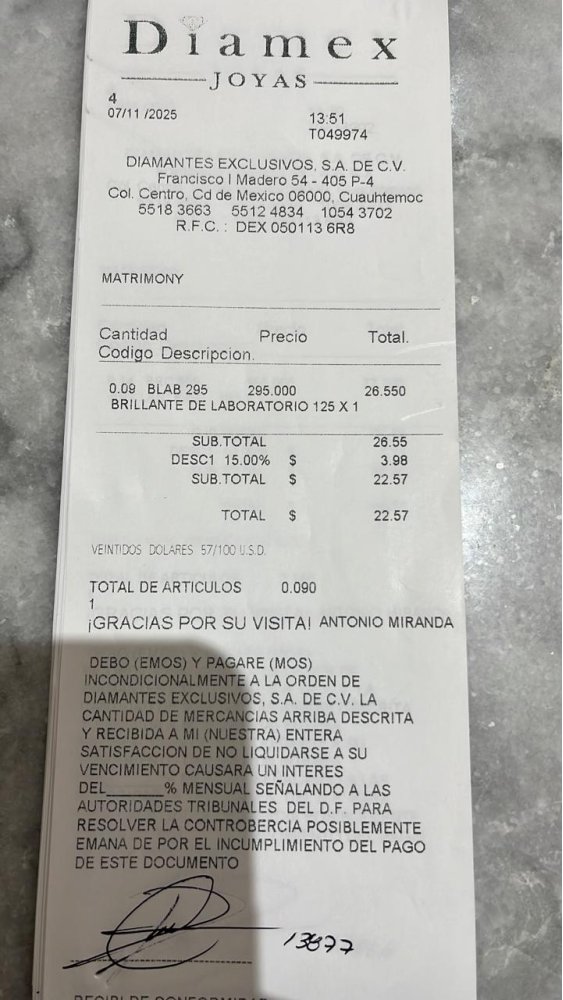 Diamex
JOYAS
4
07/11 /2025 13:51
T049974
DIAMANTES EXCLUSIVOS, S.A. DE C.V.
Francisco I Madero 54 - 405 P-4
Col. Centro, Cd de Mexico 06000, Cuauhtemoc
5518 3663 5512 4834 1054 3702
R.F.C. : DEX 050113 6R8
MATRIMONY
Cantidad Precio Total.
Codigo Descripcion.
0.09 BLAB 295 295.000 26.550
BRILLANTE DE LABORATORIO 125 X 1
SUB.TOTAL 26.55
DESC1 15.00% $ 3.98
SUB.TOTAL $ 22.57
TOTAL $ 22.57
VEINTIDOS DOLARES 57/100 U.S.D.
TOTAL DE ARTICULOS 0.090
1
¡GRACIAS POR SU VISITA! ANTONIO MIRANDA
DEBO (EMOS) Y PAGARE (MOS)
INCONDICIONALMENTE A LA ORDEN DE
DIAMANTES EXCLUSIVOS, S.A. DE C.V. LA
CANTIDAD DE MERCANCIAS ARRIBA DESCRITA
Y RECIBIDA A MI (NUESTRA) ENTERA
SATISFACCION DE NO LIQUIDARSE A SU
VENCIMIENTO CAUSARA UN INTERES
DEL______% MENSUAL SEÑALANDO A LAS
AUTORIDADES TRIBUNALES DEL D.F. PARA
RESOLVER LA CONTROBERCIA POSIBLEMENTE
EMANA DE POR EL INCUMPLIMIENTO DEL PAGO
DE ESTE DOCUMENTO
13877